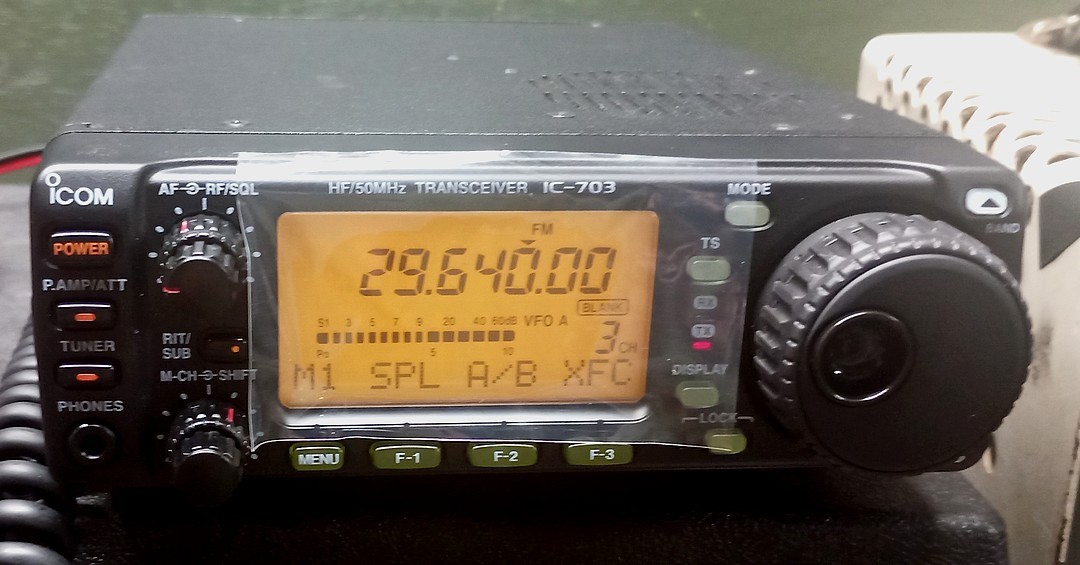 ICOM
AF RF/SQL
HF/50MHz TRANSCEIVER IC-703
MODE
BAND
POWER
P.AMP/ATT
TUNER
PHONES
RIT/
SUB
M-CH SHIFT
FM
29.640.00
BLANK
S1 3 5 7 9 20 40 60dB VFO A
3 CH
Po 5 10
M1 SPL A/B XFC
TS
RX
TX
DISPLAY
LOCK
MENU F-1 F-2 F-3